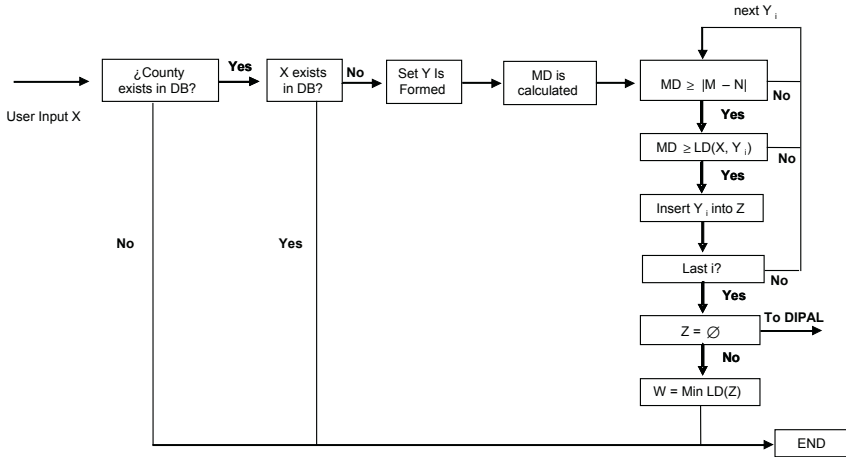 next Y i
¿County
exists in DB?
Yes
X exists
in DB?
No
Set Y Is
Formed
MD is
calculated
MD ≥ |M – N|
No
User Input X
Yes
MD ≥ LD(X, Y i)
No
Yes
Insert Y i into Z
No
Yes
Last i?
No
Yes
To DIPAL
Z = ∅
No
W = Min LD(Z)
END